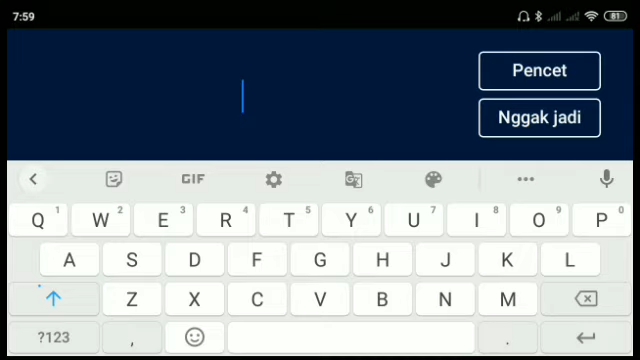 7:59
81
Pencet
Nggak jadi
GIF
Q 1 W 2 E 3 R 4 T 5 Y 6 U 7 I 8 O 9 P 0
A S D F G H J K L
Z X C V B N M
?123 , .